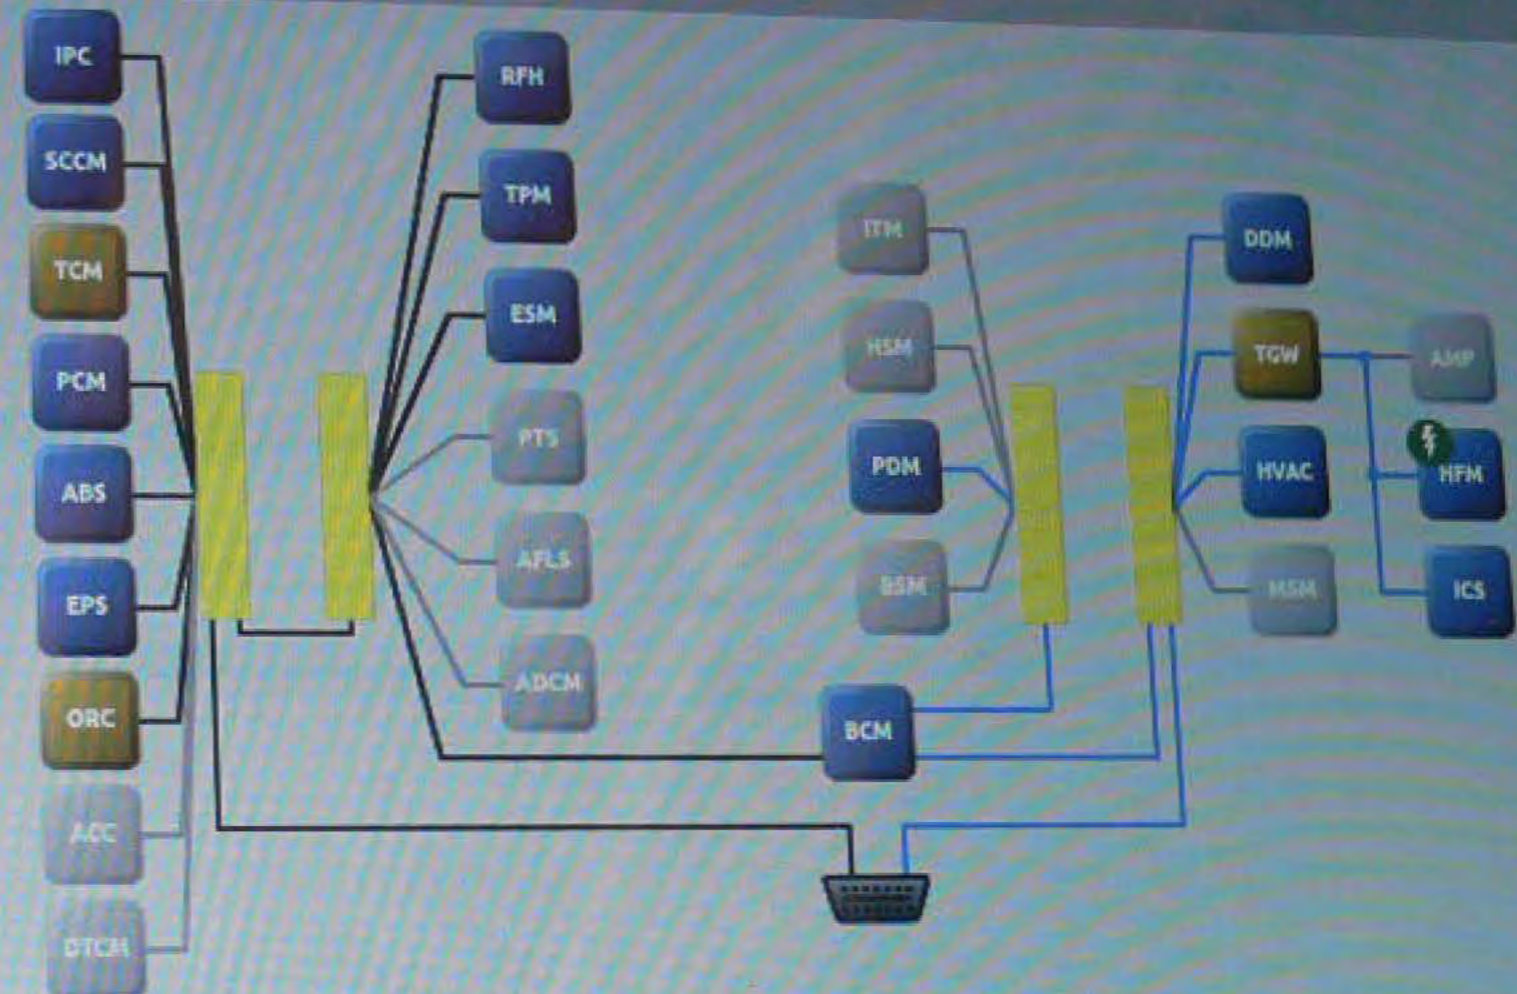 IPC
SCCM
TCM
PCM
ABS
EPS
ORC
ACC
DTCM
RFH
TPM
ESM
PTS
AFLS
ADCM
ITM
HSM
PDM
BSM
BCM
DDM
TGW
HVAC
MSM
AMP
HFM
ICS